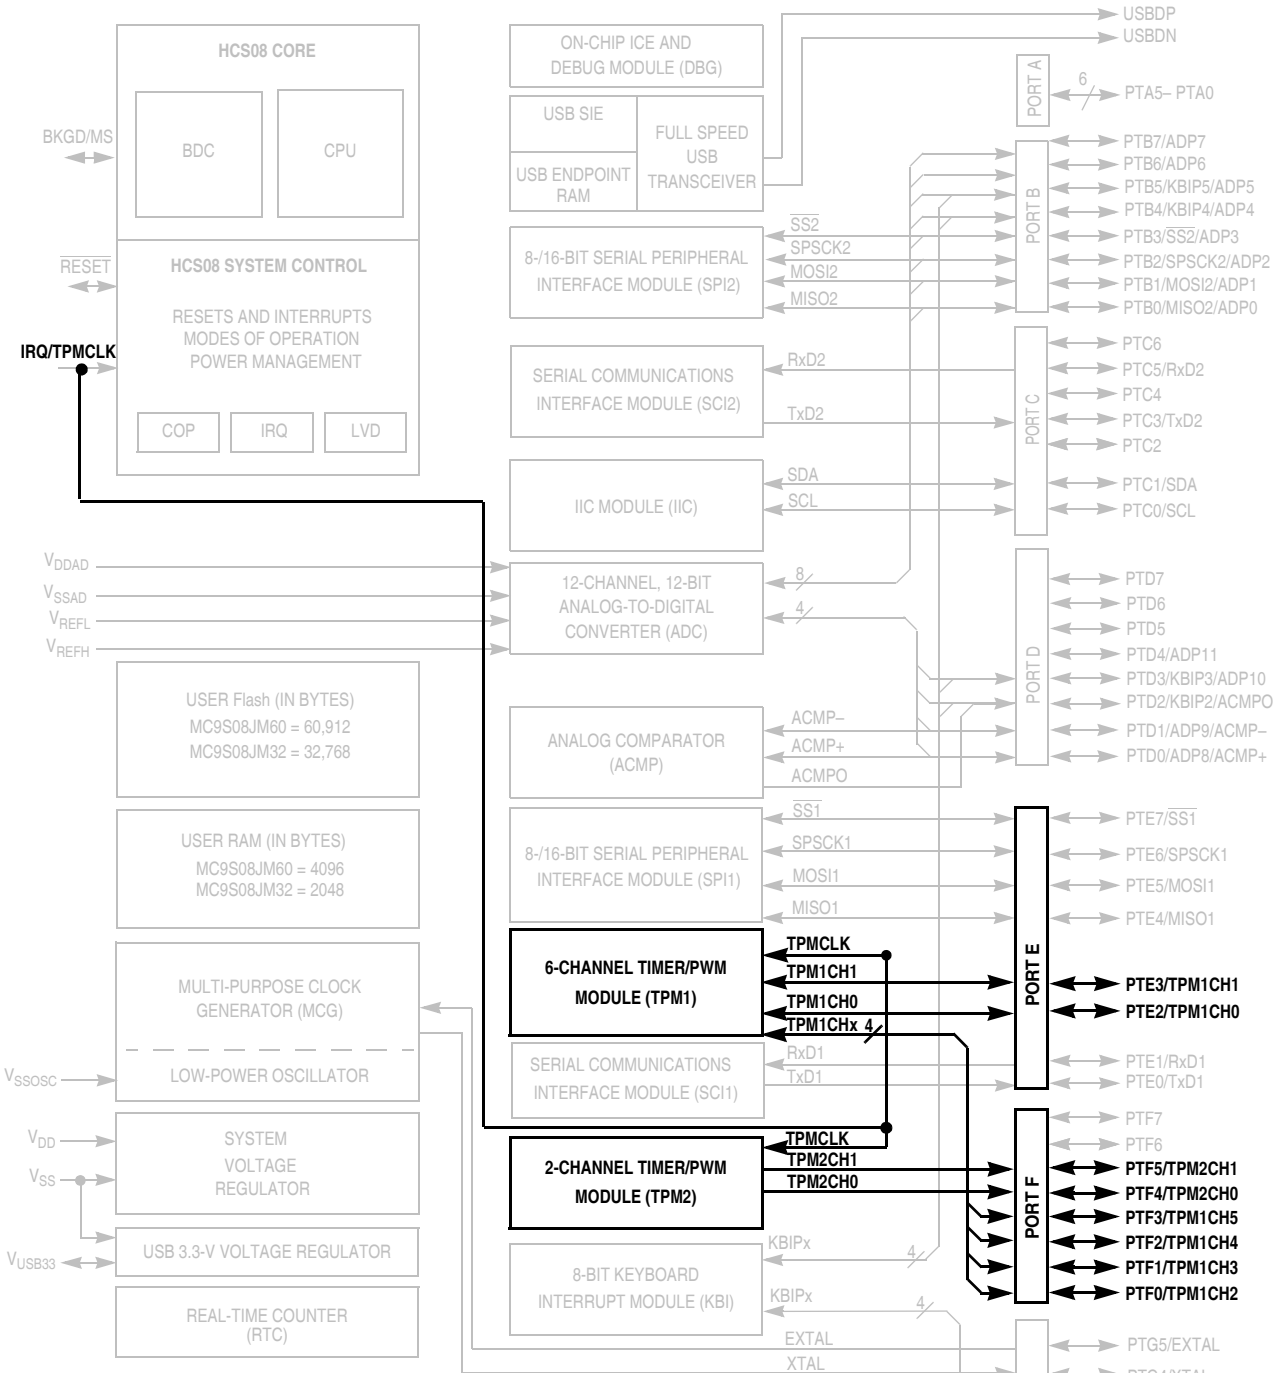 HCS08 CORE
BDC
CPU
BKGD/MS
RESET
HCS08 SYSTEM CONTROL
RESETS AND INTERRUPTS
MODES OF OPERATION
POWER MANAGEMENT
IRQ/TPMCLK
COP
IRQ
LVD
VDDAD
VSSAD
VREFL
VREFH
USER Flash (IN BYTES)
MC9S08JM60 = 60,912
MC9S08JM32 = 32,768
USER RAM (IN BYTES)
MC9S08JM60 = 4096
MC9S08JM32 = 2048
MULTI-PURPOSE CLOCK
GENERATOR (MCG)
LOW-POWER OSCILLATOR
VSSOSC
VDD
VSS
SYSTEM
VOLTAGE
REGULATOR
VUSB33
USB 3.3-V VOLTAGE REGULATOR
REAL-TIME COUNTER
(RTC)
ON-CHIP ICE AND
DEBUG MODULE (DBG)
USB SIE
USB ENDPOINT
RAM
FULL SPEED
USB
TRANSCEIVER
8-/16-BIT SERIAL PERIPHERAL
INTERFACE MODULE (SPI2)
SS2
SPSCK2
MOSI2
MISO2
SERIAL COMMUNICATIONS
INTERFACE MODULE (SCI2)
RxD2
TxD2
IIC MODULE (IIC)
SDA
SCL
12-CHANNEL, 12-BIT
ANALOG-TO-DIGITAL
CONVERTER (ADC)
8
4
ANALOG COMPARATOR
(ACMP)
ACMP–
ACMP+
ACMPO
8-/16-BIT SERIAL PERIPHERAL
INTERFACE MODULE (SPI1)
SS1
SPSCK1
MOSI1
MISO1
6-CHANNEL TIMER/PWM
MODULE (TPM1)
TPMCLK
TPM1CH1
TPM1CH0
TPM1CHx 4
SERIAL COMMUNICATIONS
INTERFACE MODULE (SCI1)
RxD1
TxD1
2-CHANNEL TIMER/PWM
MODULE (TPM2)
TPMCLK
TPM2CH1
TPM2CH0
8-BIT KEYBOARD
INTERRUPT MODULE (KBI)
KBIPx
4
KBIPx
4
EXTAL
XTAL
USBDP
USBDN
PORT A
6
PTA5– PTA0
PORT B
PTB7/ADP7
PTB6/ADP6
PTB5/KBIP5/ADP5
PTB4/KBIP4/ADP4
PTB3/SS2/ADP3
PTB2/SPSCK2/ADP2
PTB1/MOSI2/ADP1
PTB0/MISO2/ADP0
PORT C
PTC6
PTC5/RxD2
PTC4
PTC3/TxD2
PTC2
PTC1/SDA
PTC0/SCL
PORT D
PTD7
PTD6
PTD5
PTD4/ADP11
PTD3/KBIP3/ADP10
PTD2/KBIP2/ACMPO
PTD1/ADP9/ACMP–
PTD0/ADP8/ACMP+
PORT E
PTE7/SS1
PTE6/SPSCK1
PTE5/MOSI1
PTE4/MISO1
PTE3/TPM1CH1
PTE2/TPM1CH0
PTE1/RxD1
PTE0/TxD1
PORT F
PTF7
PTF6
PTF5/TPM2CH1
PTF4/TPM2CH0
PTF3/TPM1CH5
PTF2/TPM1CH4
PTF1/TPM1CH3
PTF0/TPM1CH2
PTG5/EXTAL